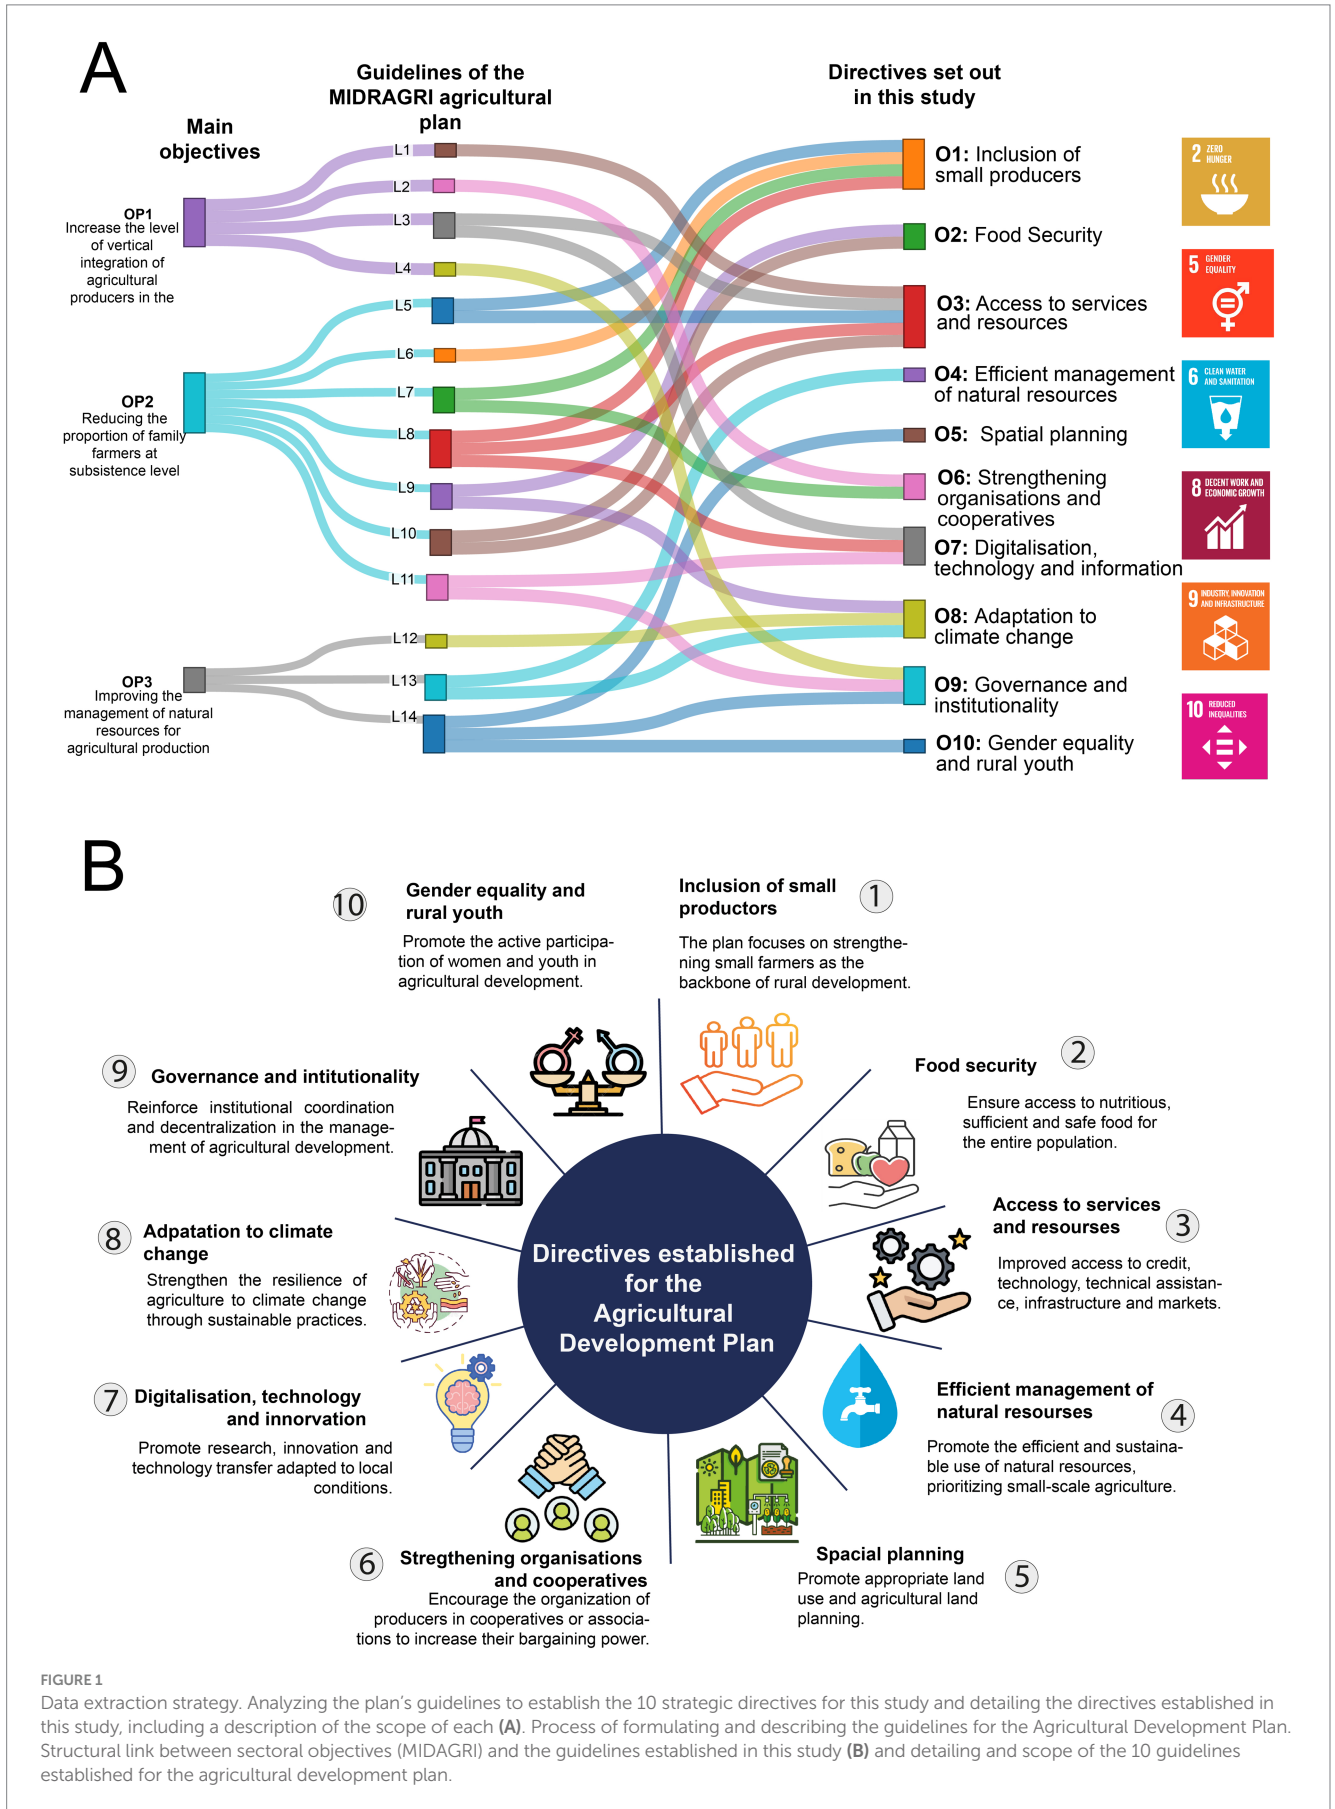 A
Main
objectives
Guidelines of the
MIDRAGRI agricultural
plan
Directives set out
in this study
OP1
Increase the level
of vertical
integration of
agricultural
producers in the
OP2
Reducing the
proportion of family
farmers at
subsistence level
OP3
Improving the
management of natural
resources for
agricultural production
L1
L2
L3
L4
L5
L6
L7
L8
L9
L10
L11
L12
L13
L14
O1: Inclusion of
small producers
O2: Food Security
O3: Access to services
and resources
O4: Efficient management
of natural resources
O5: Spatial planning
O6: Strengthening
organisations and
cooperatives
O7: Digitalisation,
technology and information
O8: Adaptation to
climate change
O9: Governance and
institutionality
O10: Gender equality
and rural youth
2 ZERO
HUNGER
5 GENDER
EQUALITY
6 CLEAN WATER
AND SANITATION
8 DECENT WORK AND
ECONOMIC GROWTH
9 INDUSTRY, INNOVATION
AND INFRASTRUCTURE
10 REDUCED
INEQUALITIES
B
10
Gender equality and
rural youth
Promote the active participa-
tion of women and youth in
agricultural development.
Inclusion of small
productors
1
The plan focuses on strengthe-
ning small farmers as the
backbone of rural development.
2
Food security
Ensure access to nutritious,
sufficient and safe food for
the entire population.
Access to services
and resourses
3
Improved access to credit,
technology, technical assistan-
ce, infrastructure and markets.
Efficient management of
natural resourses
4
Promote the efficient and sustaina-
ble use of natural resources,
prioritizing small-scale agriculture.
Spacial planning
5
Promote appropriate land
use and agricultural land
planning.
6
Stregthening organisations
and cooperatives
Encourage the organization of
producers in cooperatives or associa-
tions to increase their bargaining power.
7
Digitalisation, technology
and innorvation
Promote research, innovation and
technology transfer adapted to local
conditions.
8
Adpatation to climate
change
Strengthen the resilience of
agriculture to climate change
through sustainable practices.
9
Governance and intitutionality
Reinforce institutional coordination
and decentralization in the manage-
ment of agricultural development.
Directives established
for the
Agricultural
Development Plan
FIGURE 1
Data extraction strategy. Analyzing the plan's guidelines to establish the 10 strategic directives for this study and detailing the directives established in
this study, including a description of the scope of each (A). Process of formulating and describing the guidelines for the Agricultural Development Plan.
Structural link between sectoral objectives (MIDAGRI) and the guidelines established in this study (B) and detailing and scope of the 10 guidelines
established for the agricultural development plan.